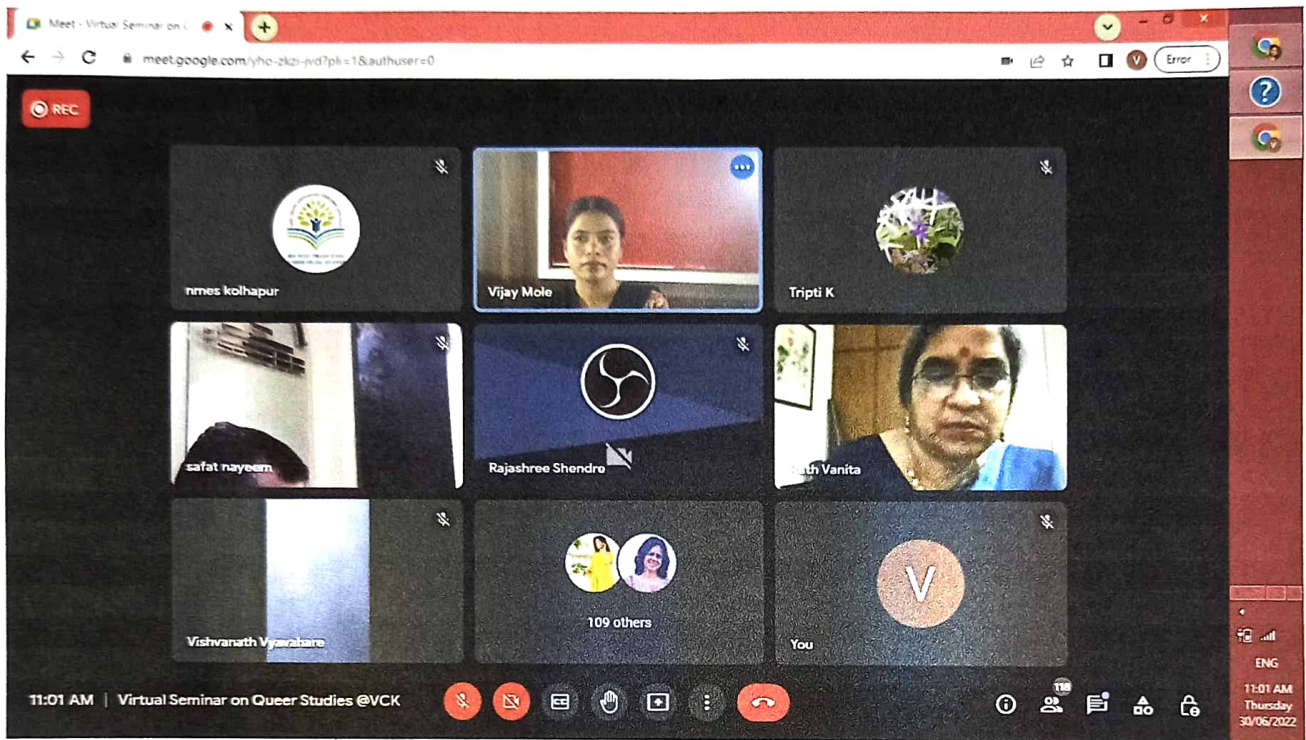 Meet - Virtual Seminar on
meet.google.com/yho-zkzi-jvd?pli=1&authuser=0
V
Error
REC
nmes kolhapur
Vijay Mole
Tripti K
safat nayeem
Rajashree Shendre
Vanita
Vishvanath Vyavahare
109 others
V
You
11:01 AM | Virtual Seminar on Queer Studies @VCK
CC
118
ENG
11:01 AM
Thursday
30/06/2022